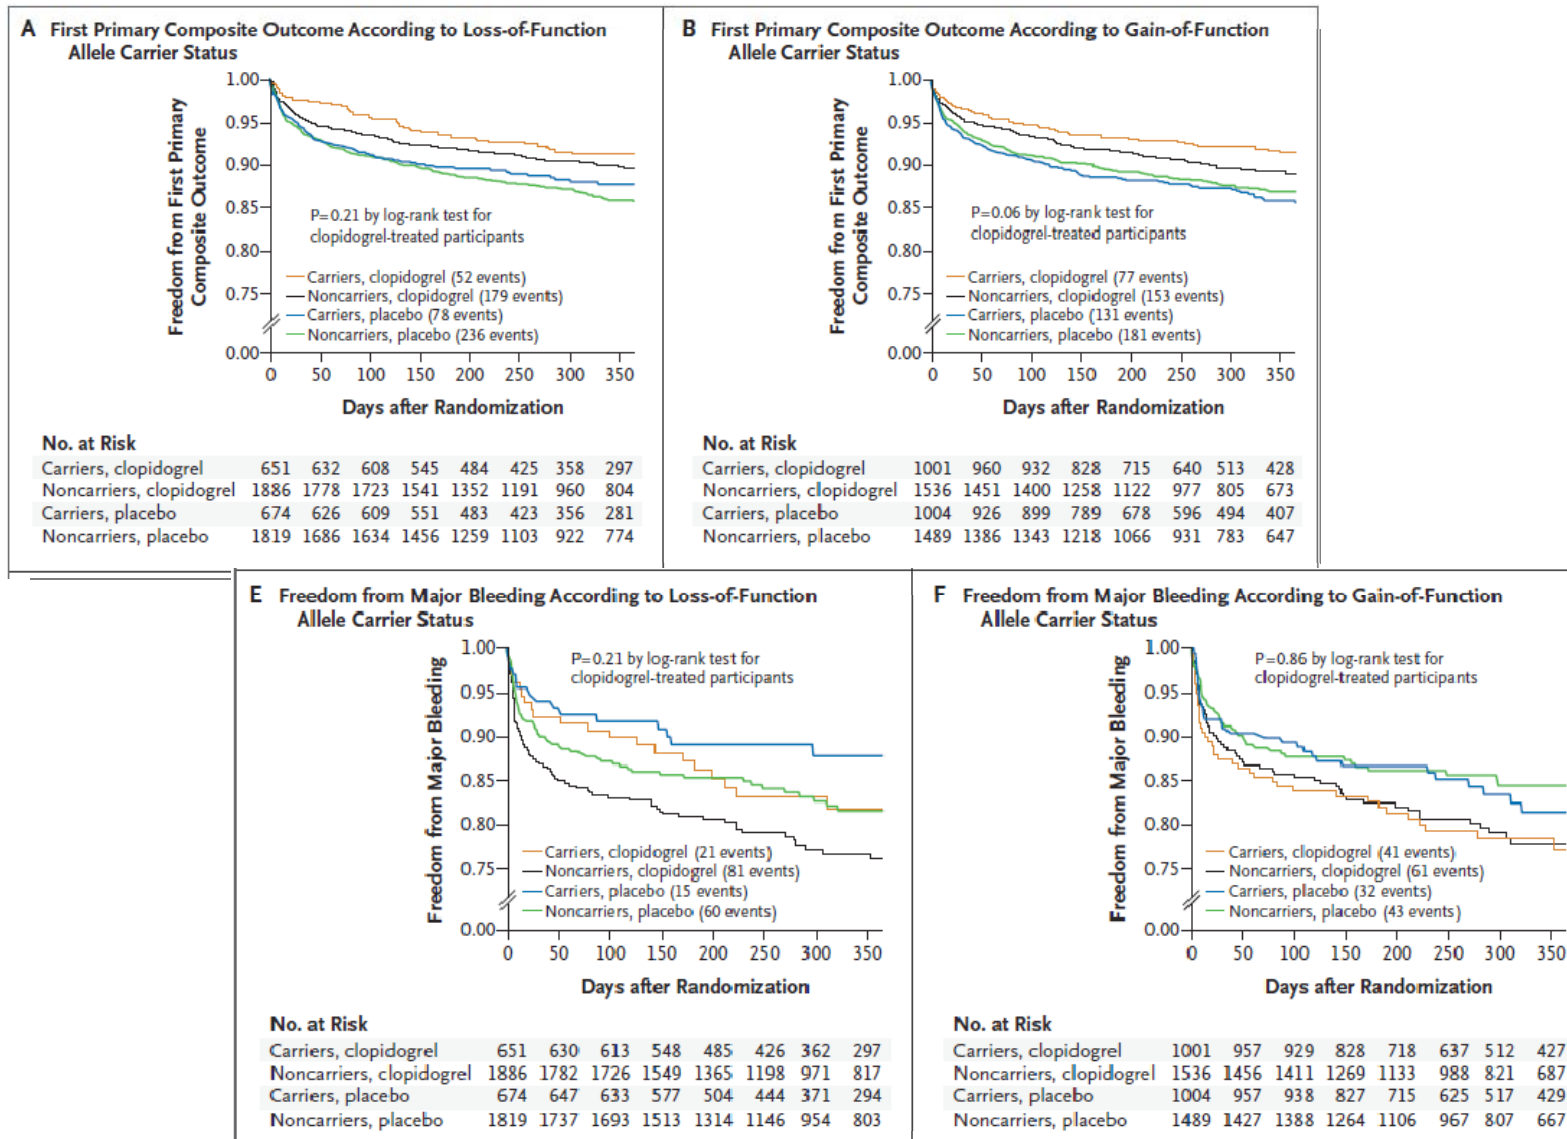 A First Primary Composite Outcome According to Loss-of-Function
Allele Carrier Status
Freedom from First Primary
Composite Outcome
1.00
0.95
0.90
0.85
0.80
0.75
0.00
P=0.21 by log-rank test for
clopidogrel-treated participants
Carriers, clopidogrel (52 events)
Noncarriers, clopidogrel (179 events)
Carriers, placebo (78 events)
Noncarriers, placebo (236 events)
0 50 100 150 200 250 300 350
Days after Randomization
No. at Risk
Carriers, clopidogrel 651 632 608 545 484 425 358 297
Noncarriers, clopidogrel 1886 1778 1723 1541 1352 1191 960 804
Carriers, placebo 674 626 609 551 483 423 356 281
Noncarriers, placebo 1819 1686 1634 1456 1259 1103 922 774
B First Primary Composite Outcome According to Gain-of-Function
Allele Carrier Status
Freedom from First Primary
Composite Outcome
1.00
0.95
0.90
0.85
0.80
0.75
0.00
P=0.06 by log-rank test for
clopidogrel-treated participants
Carriers, clopidogrel (77 events)
Noncarriers, clopidogrel (153 events)
Carriers, placebo (131 events)
Noncarriers, placebo (181 events)
0 50 100 150 200 250 300 350
Days after Randomization
No. at Risk
Carriers, clopidogrel 1001 960 932 828 715 640 513 428
Noncarriers, clopidogrel 1536 1451 1400 1258 1122 977 805 673
Carriers, placebo 1004 926 899 789 678 596 494 407
Noncarriers, placebo 1489 1386 1343 1218 1066 931 783 647
E Freedom from Major Bleeding According to Loss-of-Function
Allele Carrier Status
Freedom from Major Bleeding
1.00
0.95
0.90
0.85
0.80
0.75
0.00
P=0.21 by log-rank test for
clopidogrel-treated participants
Carriers, clopidogrel (21 events)
Noncarriers, clopidogrel (81 events)
Carriers, placebo (15 events)
Noncarriers, placebo (60 events)
0 50 100 150 200 250 300 350
Days after Randomization
No. at Risk
Carriers, clopidogrel 651 630 613 548 485 426 362 297
Noncarriers, clopidogrel 1886 1782 1726 1549 1365 1198 971 817
Carriers, placebo 674 647 633 577 504 444 371 294
Noncarriers, placebo 1819 1737 1693 1513 1314 1146 954 803
F Freedom from Major Bleeding According to Gain-of-Function
Allele Carrier Status
Freedom from Major Bleeding
1.00
0.95
0.90
0.85
0.80
0.75
0.00
P=0.86 by log-rank test for
clopidogrel-treated participants
Carriers, clopidogrel (41 events)
Noncarriers, clopidogrel (61 events)
Carriers, placebo (32 events)
Noncarriers, placebo (43 events)
0 50 100 150 200 250 300 350
Days after Randomization
No. at Risk
Carriers, clopidogrel 1001 957 929 828 718 637 512 427
Noncarriers, clopidogrel 1536 1456 1411 1269 1133 988 821 687
Carriers, placebo 1004 957 938 827 715 625 517 429
Noncarriers, placebo 1489 1427 1388 1264 1106 967 807 667